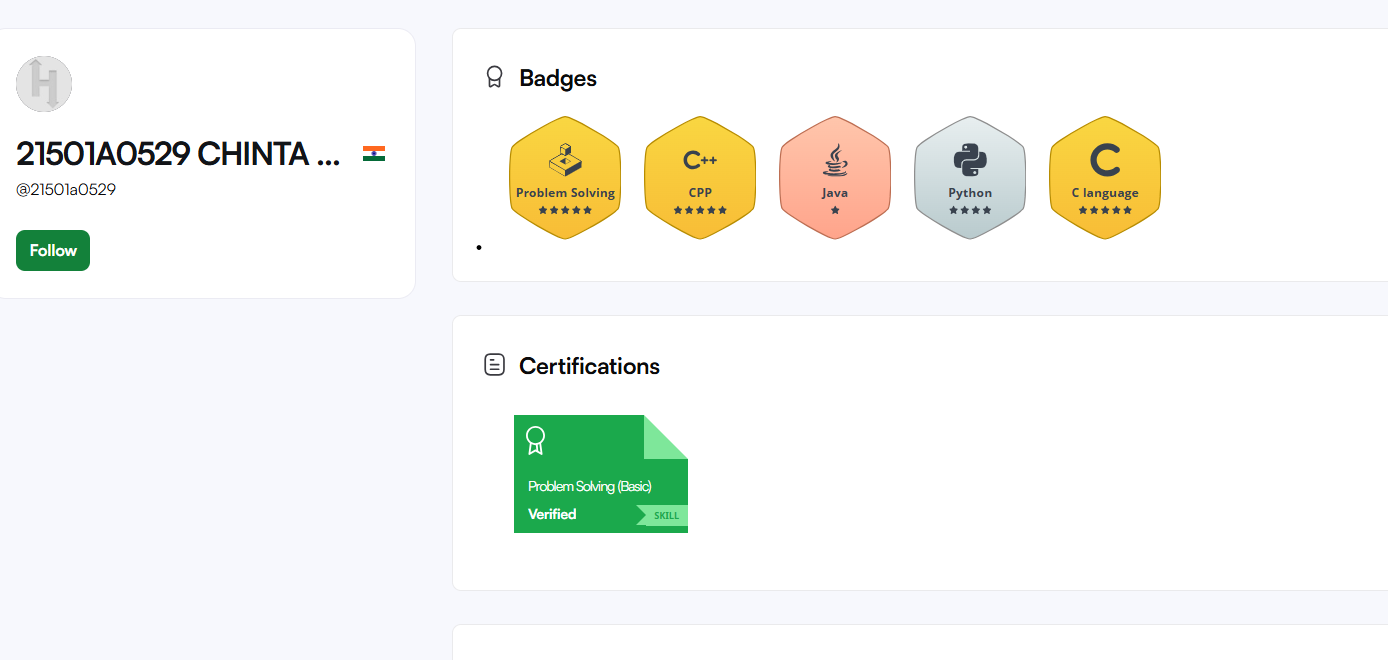 21501A0529 CHINTA ...
@21501a0529
Follow
Badges
Problem Solving
C++
CPP
Java
Python
C language
Certifications
Problem Solving (Basic)
Verified
SKILL